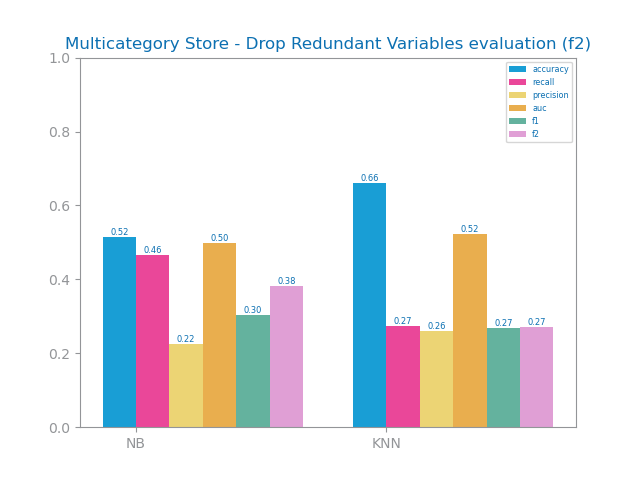 Multicategory Store - Drop Redundant Variables evaluation (f2)
1.0
0.8
0.6
0.4
0.2
0.0
accuracy
recall
precision
auc
f1
f2
0.52
0.46
0.22
0.50
0.30
0.38
0.66
0.27
0.26
0.52
0.27
0.27
NB
KNN